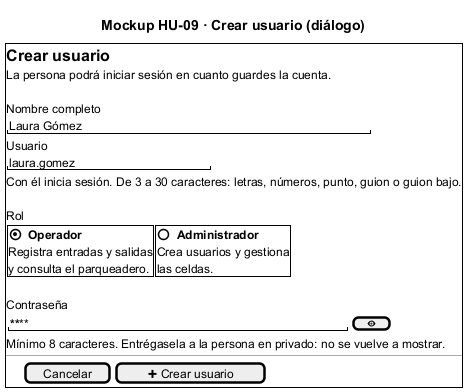 Mockup HU-09 · Crear usuario (diálogo)
Crear usuario
La persona podrá iniciar sesión en cuanto guardes la cuenta.
Nombre completo
Laura Gómez
Usuario
laura.gomez
Con él inicia sesión. De 3 a 30 caracteres: letras, números, punto, guion o guion bajo.
Rol
Operador
Registra entradas y salidas
y consulta el parqueadero.
Administrador
Crea usuarios y gestiona
las celdas.
Contraseña
****
Mínimo 8 caracteres. Entrégasela a la persona en privado: no se vuelve a mostrar.
Cancelar
+ Crear usuario